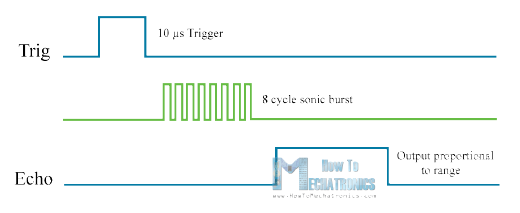 Trig
10 µs Trigger
8 cycle sonic burst
Echo
How To
MECHATRONICS
www.HowToMechatronics.com
Output proportional
to range